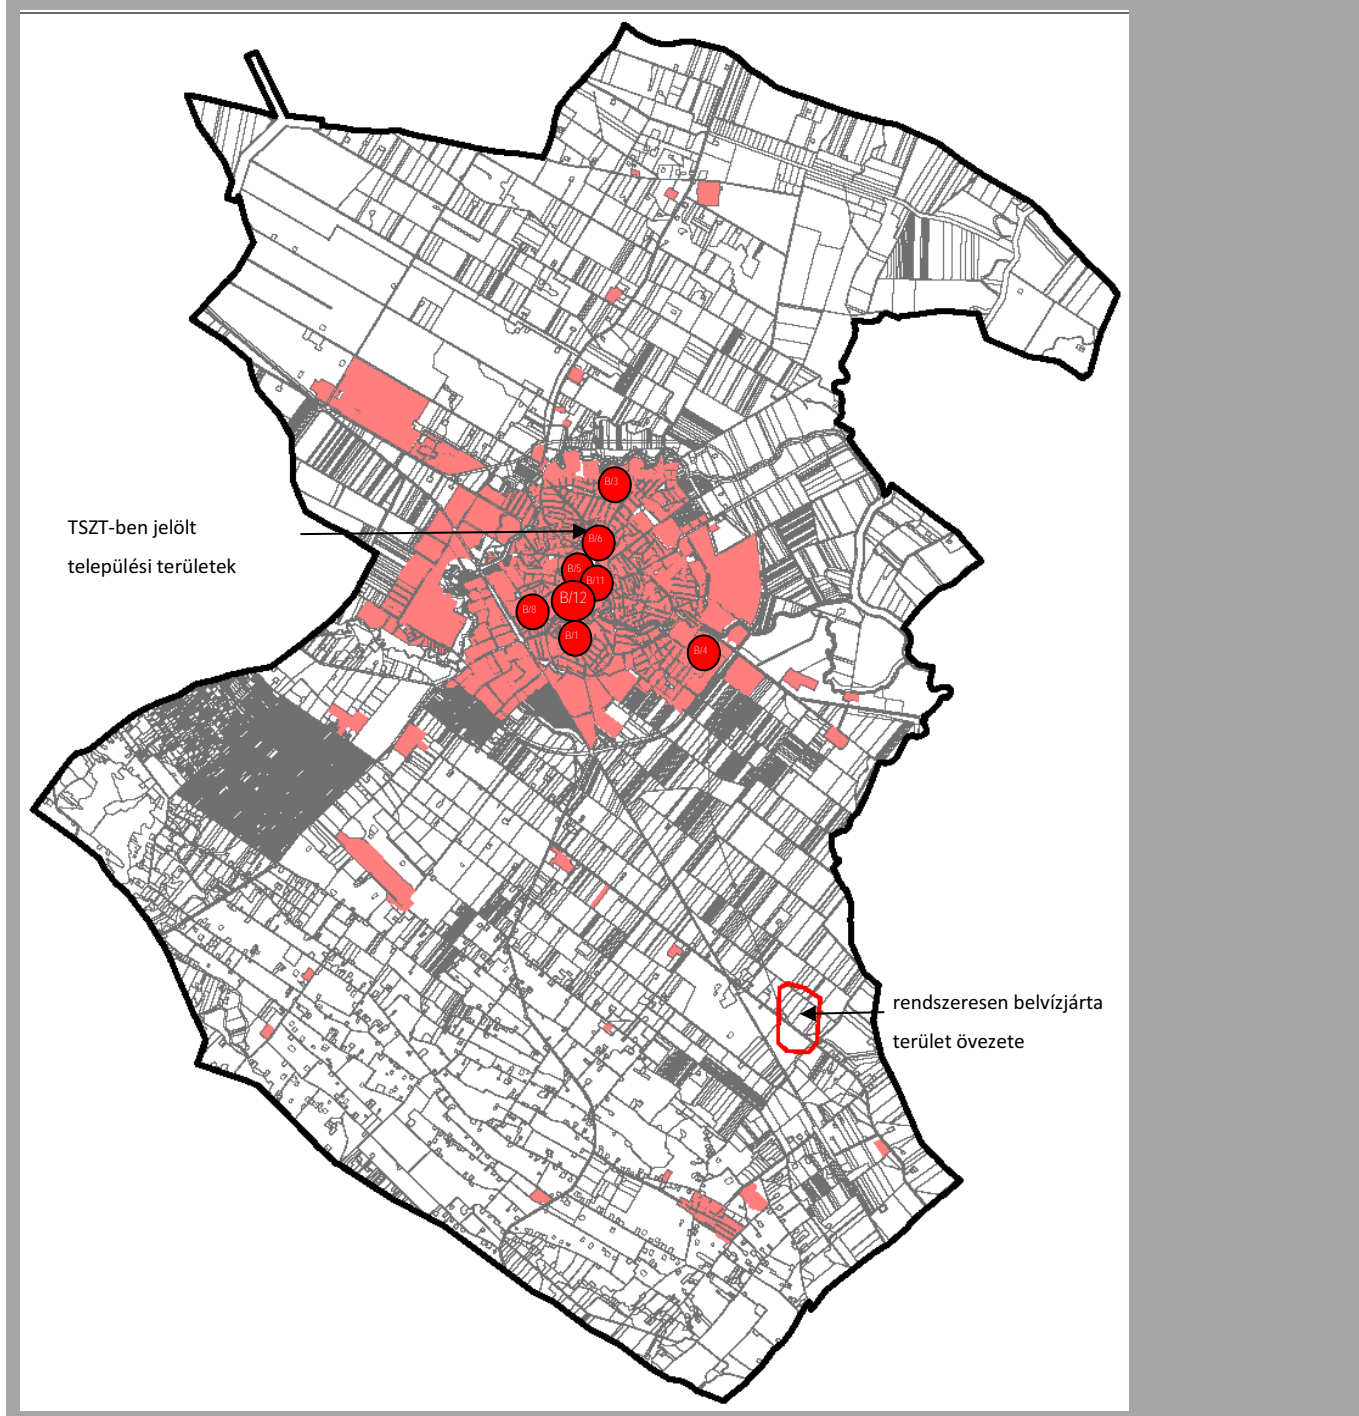 B/3
TSZT-ben jelölt
települési területek
B/6
B/5
B/11
B/12
B/8
B/1
B/4
rendszeresen belvízjárta
terület övezete